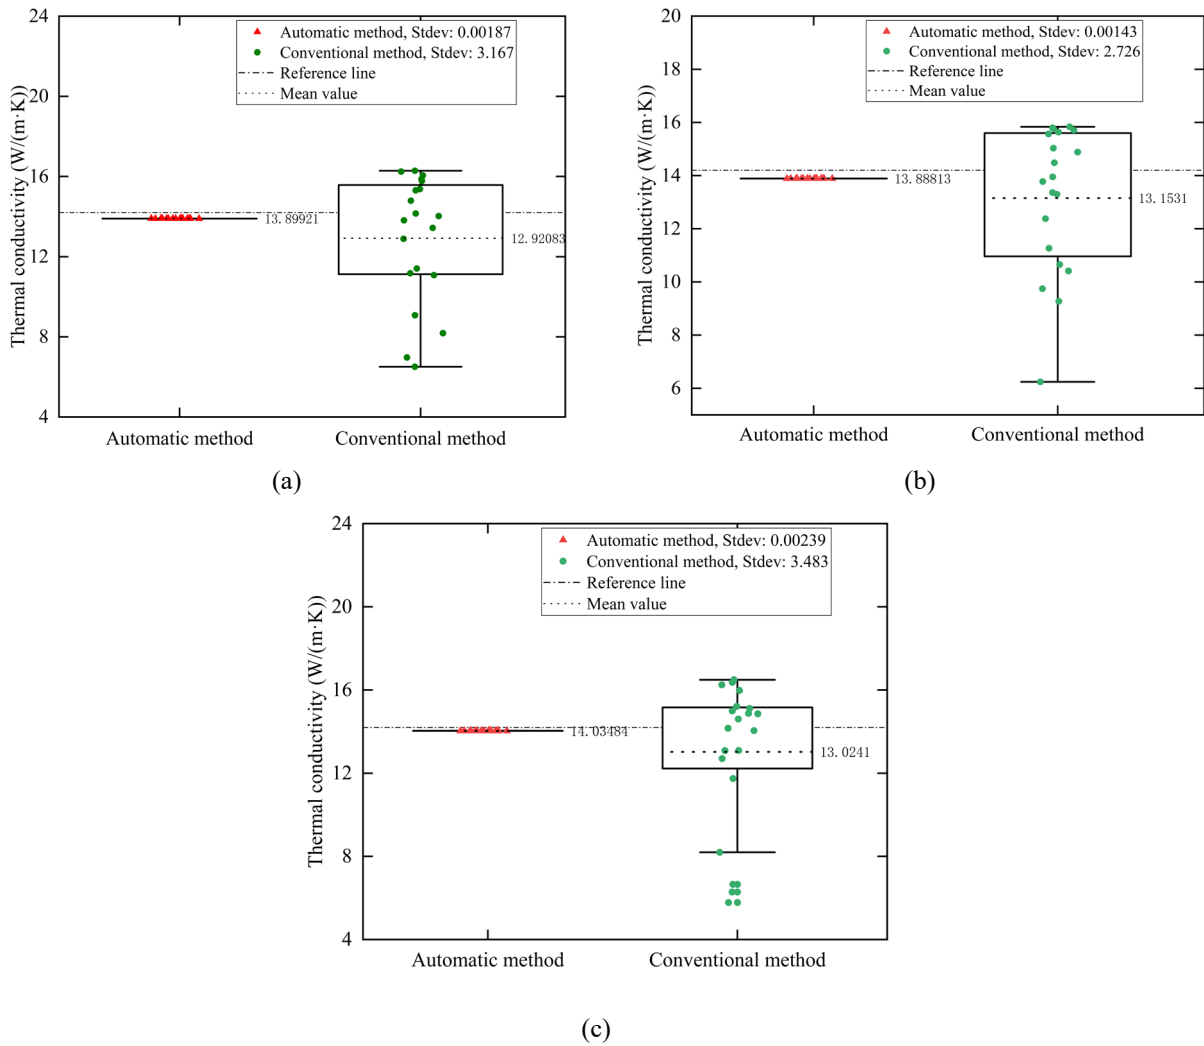 24
20
16
12
8
4
Thermal conductivity (W/(m·K))
Automatic method, Stdev: 0.00187
Conventional method, Stdev: 3.167
Reference line
Mean value
13.89921
12.92083
Automatic method
Conventional method
(a)
20
18
16
14
12
10
8
6
Thermal conductivity (W/(m·K))
Automatic method, Stdev: 0.00143
Conventional method, Stdev: 2.726
Reference line
Mean value
13.88813
13.1531
Automatic method
Conventional method
(b)
24
20
16
12
8
4
Thermal conductivity (W/(m·K))
Automatic method, Stdev: 0.00239
Conventional method, Stdev: 3.483
Reference line
Mean value
14.03484
13.0241
Automatic method
Conventional method
(c)